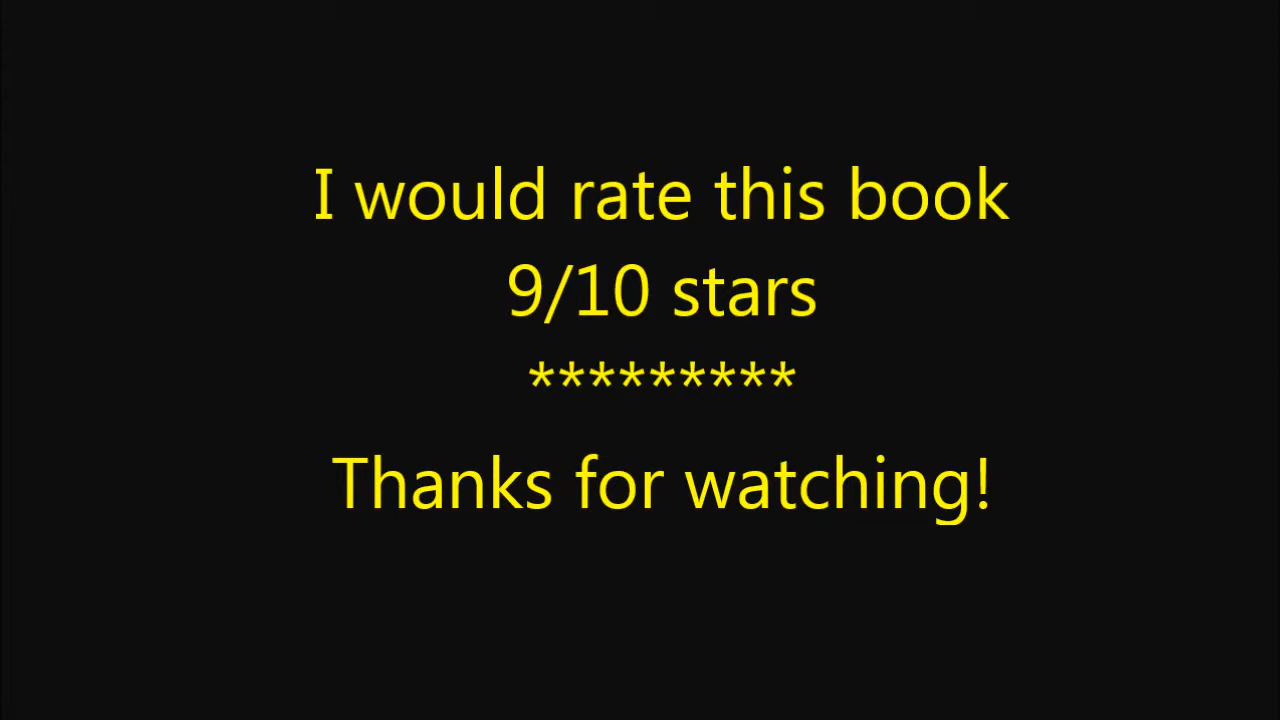 I would rate this book
9/10 stars
*********
Thanks for watching!